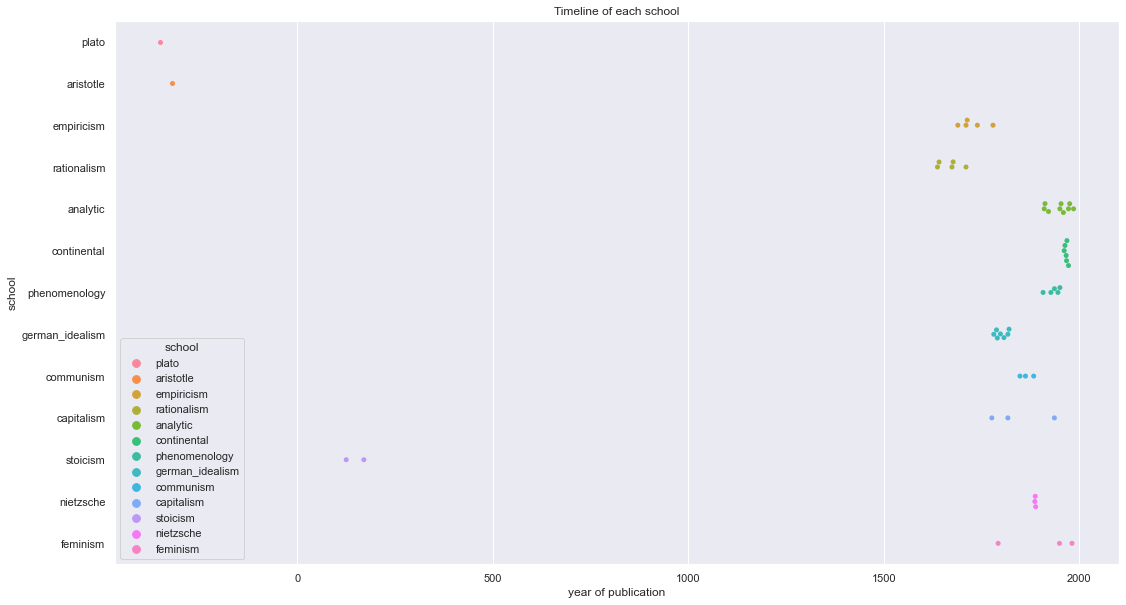 Timeline of each school
plato
aristotle
empiricism
rationalism
analytic
continental
phenomenology
german_idealism
communism
capitalism
stoicism
nietzsche
feminism
school
school
plato
aristotle
empiricism
rationalism
analytic
continental
phenomenology
german_idealism
communism
capitalism
stoicism
nietzsche
feminism
0 500 1000 1500 2000
year of publication